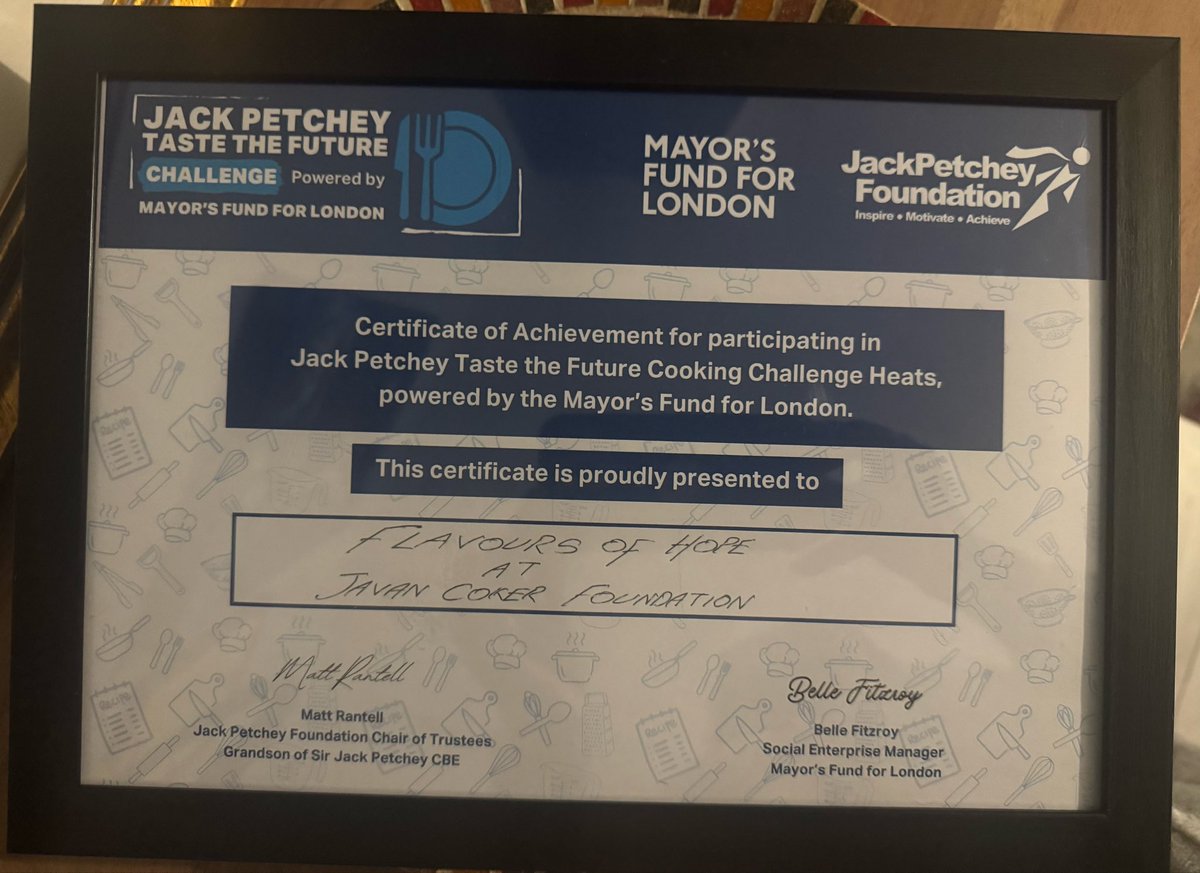 JACK PETCHEY
TASTE THE FUTURE
CHALLENGE Powered by
MAYOR'S FUND FOR LONDON
MAYOR'S
FUND FOR
LONDON
JackPetchey
Foundation
Inspire • Motivate • Achieve
Certificate of Achievement for participating in
Jack Petchey Taste the Future Cooking Challenge Heats,
powered by the Mayor's Fund for London.
This certificate is proudly presented to
FLAVOURS OF HOPE
AT
JAVAN COKER FOUNDATION
Matt Rantell
Matt Rantell
Jack Petchey Foundation Chair of Trustees
Grandson of Sir Jack Petchey CBE
Belle Fitzroy
Belle Fitzroy
Social Enterprise Manager
Mayor's Fund for London
RECIPE
RECIPE
RECIPE
RECIPE